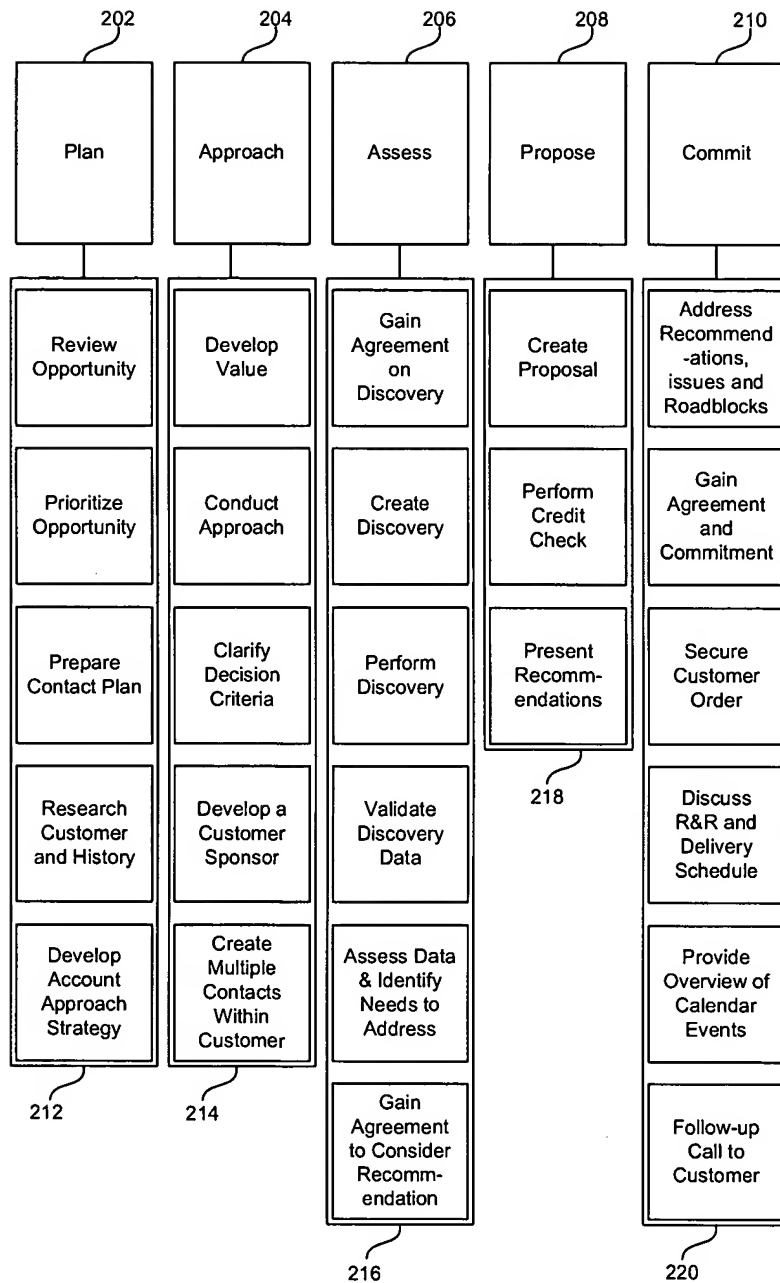 202
204
206
208
210
Plan
Approach
Assess
Propose
Commit
Review
Opportunity
Prioritize
Opportunity
Prepare
Contact Plan
Research
Customer
and History
Develop
Account
Approach
Strategy
212
Develop
Value
Conduct
Approach
Clarify
Decision
Criteria
Develop a
Customer
Sponsor
Create
Multiple
Contacts
Within
Customer
214
Gain
Agreement
on
Discovery
Create
Discovery
Perform
Discovery
Validate
Discovery
Data
Assess Data
& Identify
Needs to
Address
Gain
Agreement
to Consider
Recomm-
endation
216
Create
Proposal
Perform
Credit
Check
Present
Recomm-
endations
218
Address
Recommend
-ations,
issues and
Roadblocks
Gain
Agreement
and
Commitment
Secure
Customer
Order
Discuss
R&R and
Delivery
Schedule
Provide
Overview of
Calendar
Events
Follow-up
Call to
Customer
220